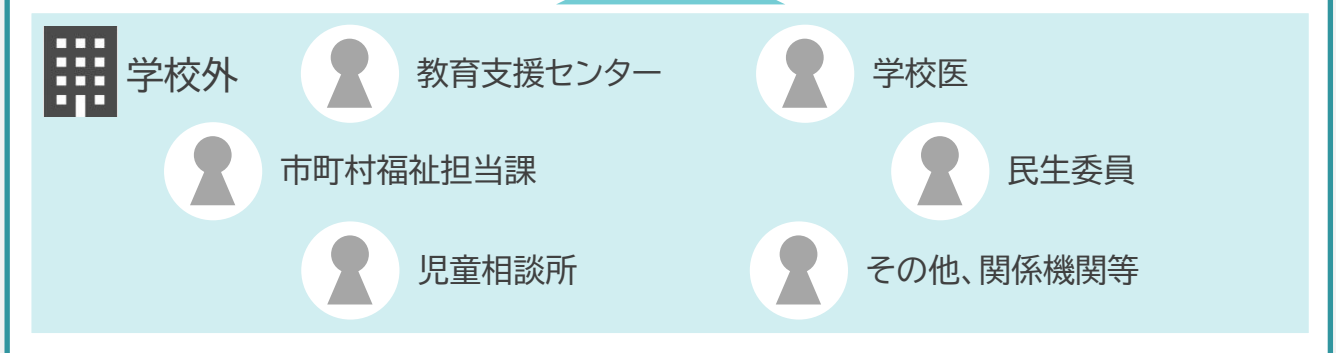 学校外
教育支援センター
学校医
市町村福祉担当課
民生委員
児童相談所
その他、関係機関等